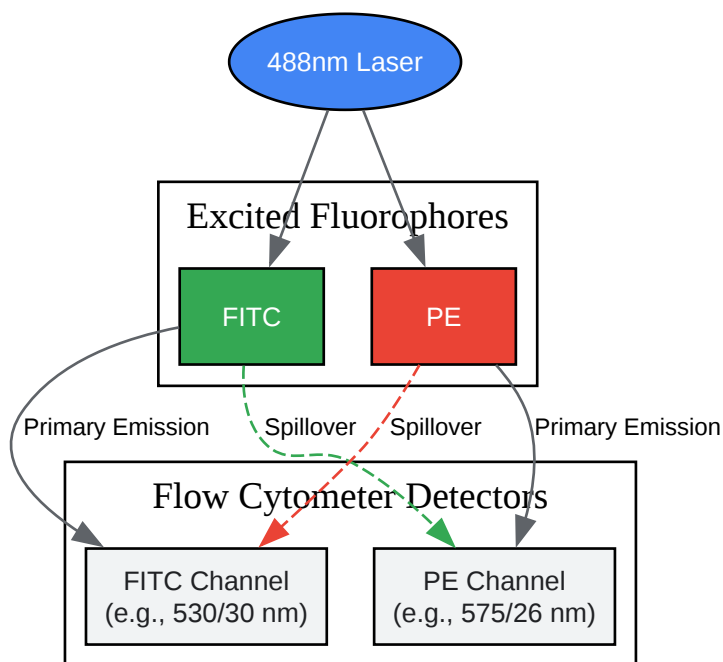 488nm Laser
Excited Fluorophores
FITC
PE
Primary Emission
Spillover
Spillover
Primary Emission
Flow Cytometer Detectors
FITC Channel
(e.g., 530/30 nm)
PE Channel
(e.g., 575/26 nm)